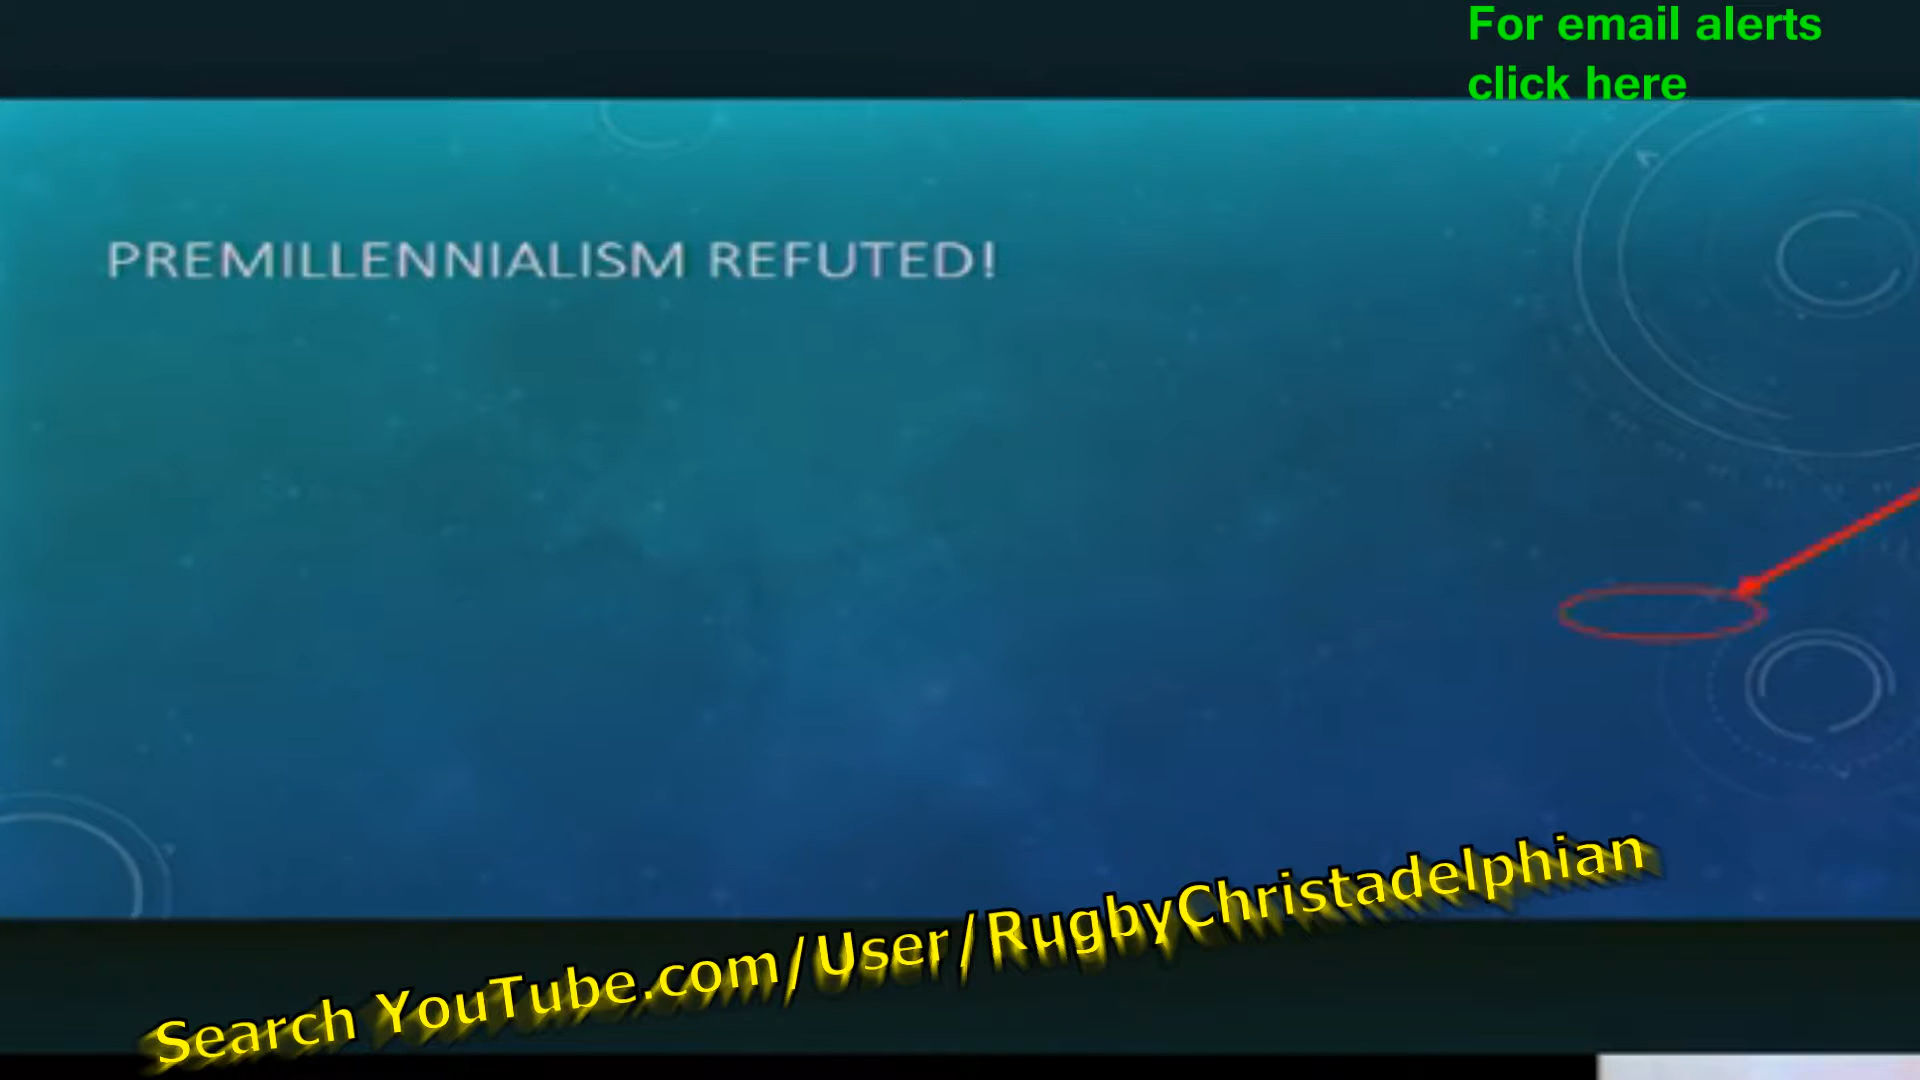 For email alerts
click here
PREMILLENNIALISM REFUTED!
Search YouTube.com/User/RugbyChristadelphian